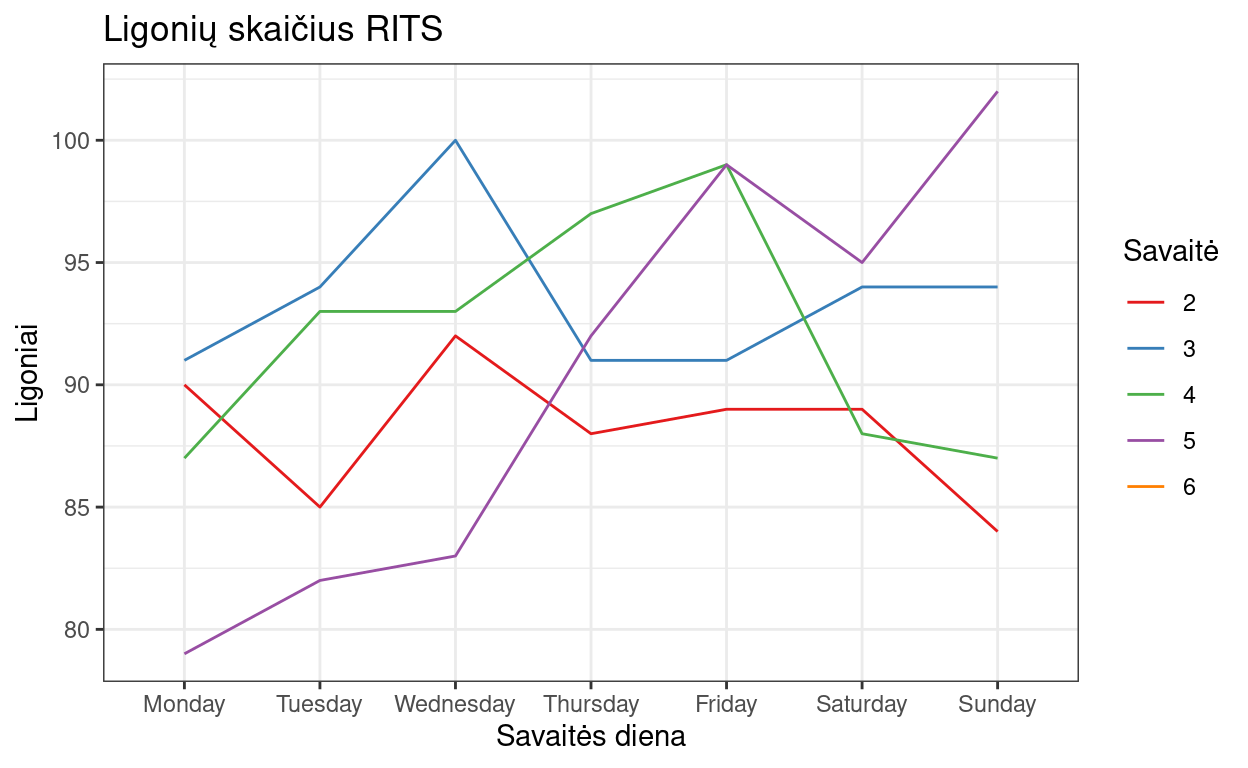 Ligonių skaičius RITS
Ligoniai
100
95
90
85
80
Monday Tuesday Wednesday Thursday Friday Saturday Sunday
Savaitės diena
Savaitė
2
3
4
5
6